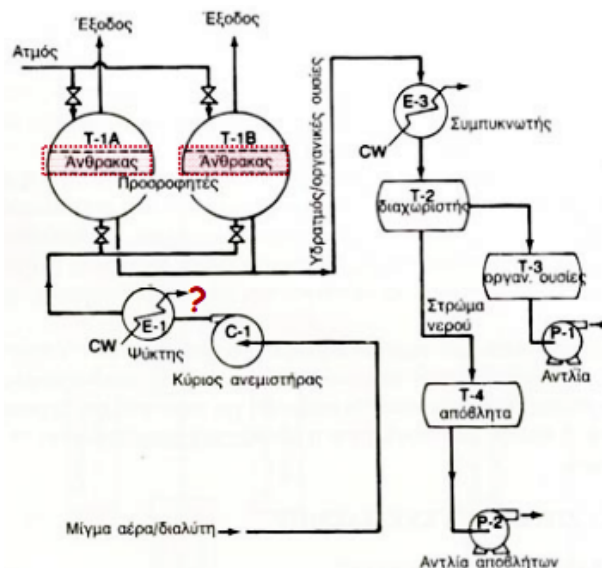 Έξοδος
Έξοδος
Ατμός
T-1A
Άνθρακας
T-1B
Άνθρακας
Προσροφητές
Υδρατμός/οργανικές ουσίες
E-3
CW
Συμπυκνωτής
T-2
διαχωριστής
T-3
οργαν. ουσίες
P-1
Αντλία
Στρώμα
νερού
?
E-1
CW
Ψύκτης
C-1
Κύριος ανεμιστήρας
T-4
απόβλητα
Μίγμα αέρα/διαλύτη
P-2
Αντλία αποβλήτων